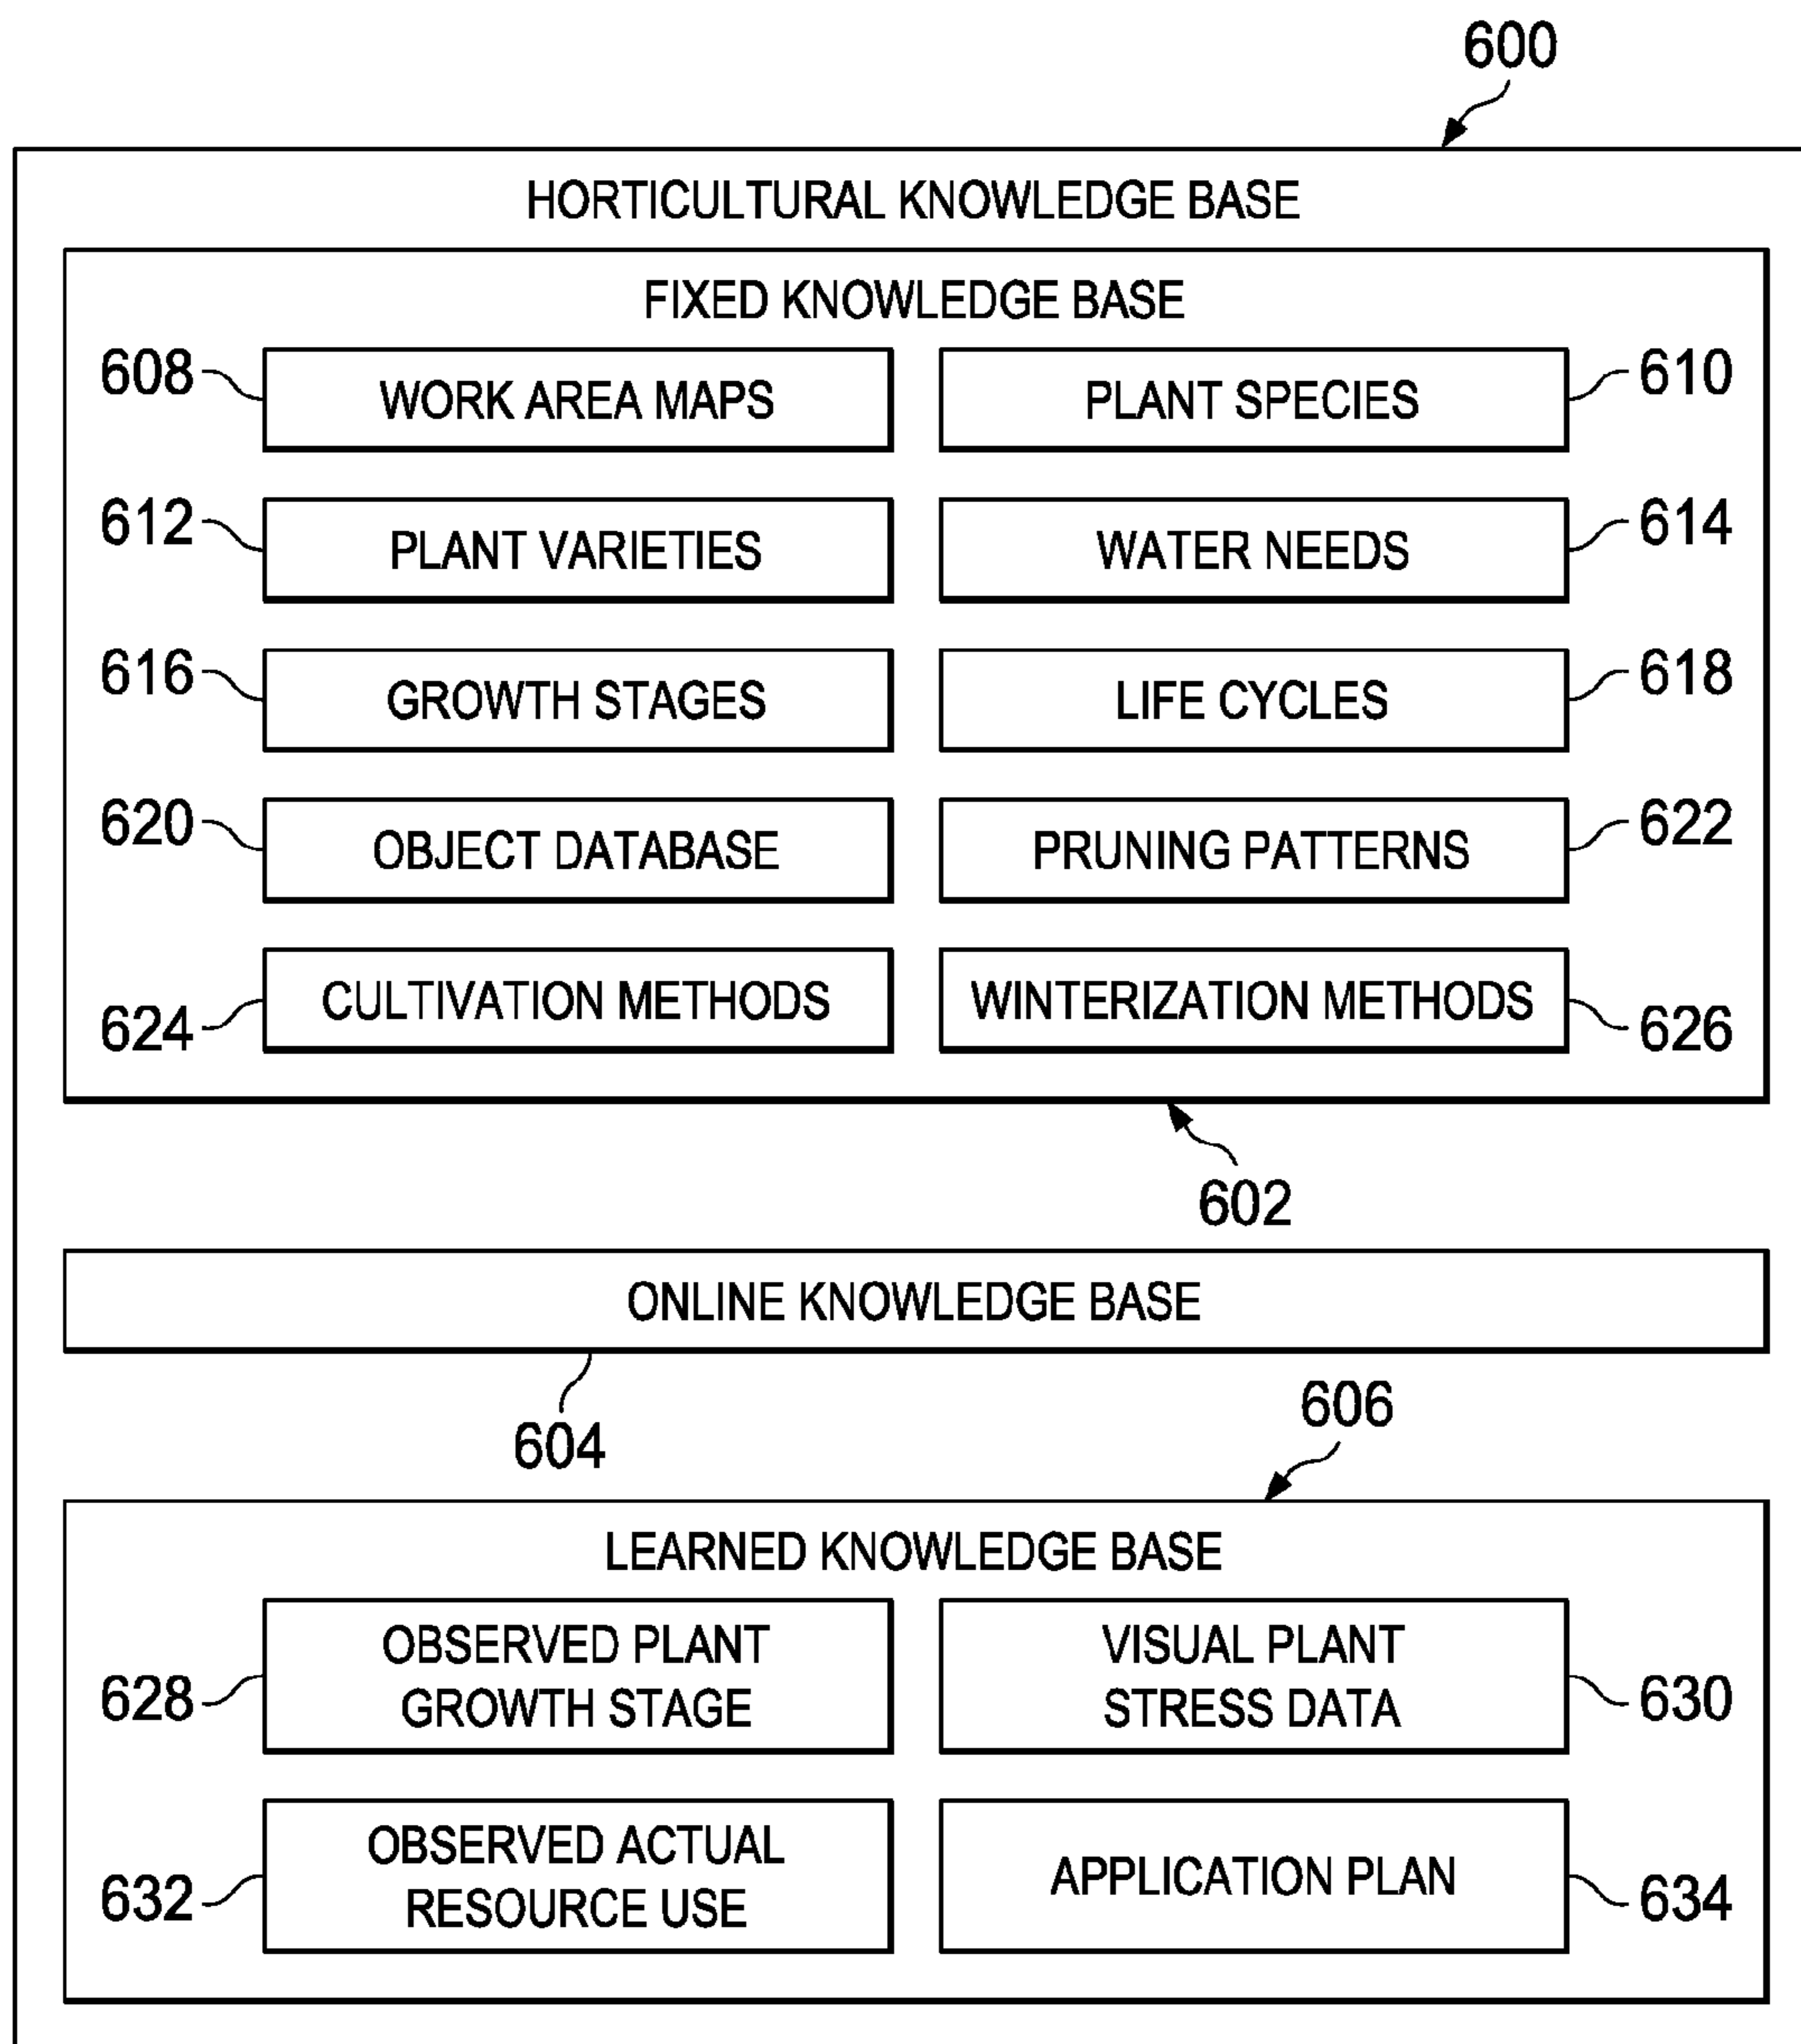 600
HORTICULTURAL KNOWLEDGE BASE
FIXED KNOWLEDGE BASE
608 WORK AREA MAPS PLANT SPECIES 610
612 PLANT VARIETIES WATER NEEDS 614
616 GROWTH STAGES LIFE CYCLES 618
620 OBJECT DATABASE PRUNING PATTERNS 622
624 CULTIVATION METHODS WINTERIZATION METHODS 626
602
ONLINE KNOWLEDGE BASE
604
606
LEARNED KNOWLEDGE BASE
628 OBSERVED PLANT
GROWTH STAGE
VISUAL PLANT
STRESS DATA
630
632 OBSERVED ACTUAL
RESOURCE USE
APPLICATION PLAN 634